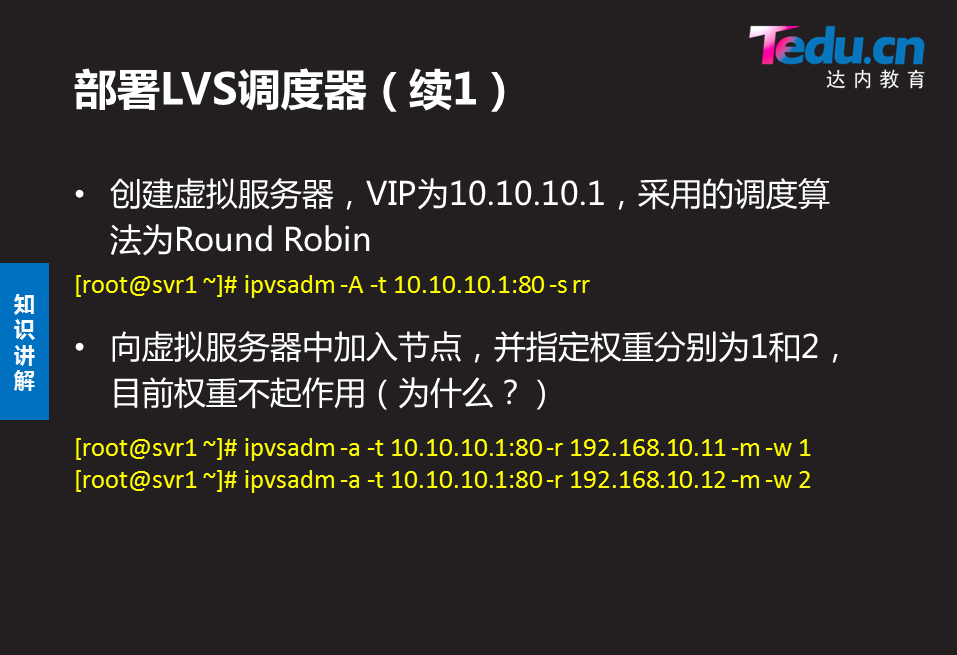 Tedu.cn
达内教育
部署LVS调度器（续1）
• 创建虚拟服务器，VIP为10.10.10.1，采用的调度算
法为Round Robin
[root@svr1 ~]# ipvsadm -A -t 10.10.10.1:80 -s rr
知识讲解
• 向虚拟服务器中加入节点，并指定权重分别为1和2，
目前权重不起作用（为什么？）
[root@svr1 ~]# ipvsadm -a -t 10.10.10.1:80 -r 192.168.10.11 -m -w 1
[root@svr1 ~]# ipvsadm -a -t 10.10.10.1:80 -r 192.168.10.12 -m -w 2